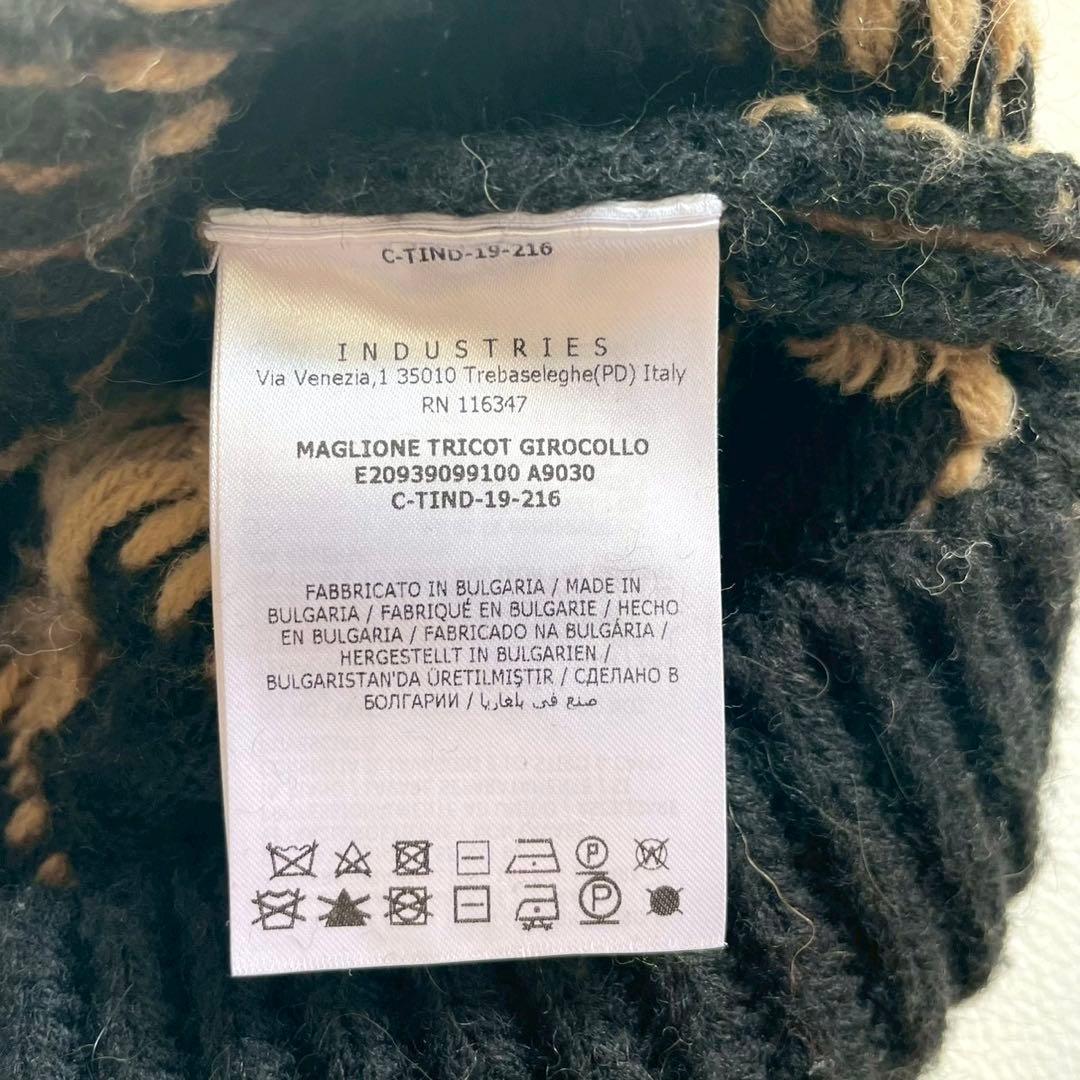 C-TIND-19-216
INDUSTRIES
Via Venezia,1 35010 Trebaseleghe(PD) Italy
RN 116347
MAGLIONE TRICOT GIROCOLLO
E20939099100 A9030
C-TIND-19-216
FABBRICATO IN BULGARIA / MADE IN
BULGARIA / FABRIQUÉ EN BULGARIE / HECHO
EN BULGARIA / FABRICADO NA BULGÁRIA /
HERGESTELLT IN BULGARIEN /
BULGARISTAN'DA ÜRETILMIŞTIR / СДЕЛАНО В
БОЛГАРИИ / صنع في بلغاريا
P W
P